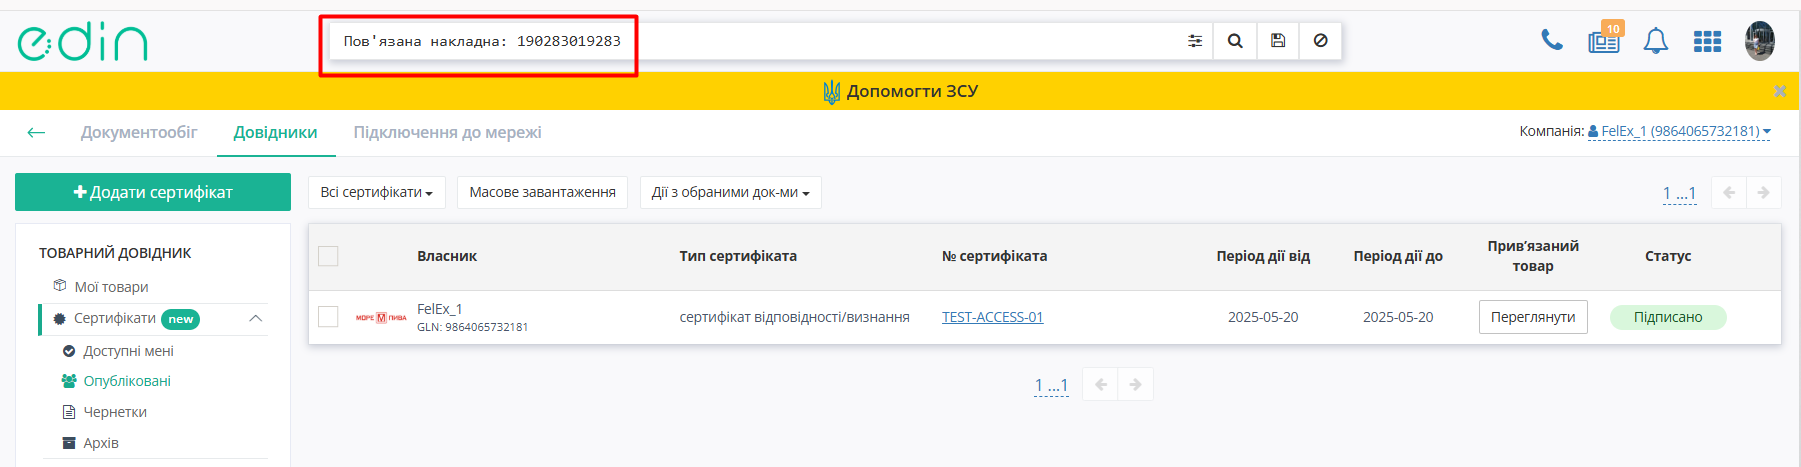 edin
Пов'язана накладна: 190283019283
10
Допомогти ЗСУ
Документообіг Довідники Підключення до мережі
Компанія: FelEx_1 (9864065732181)
Додати сертифікат
Всі сертифікати Масове завантаження Дії з обраними док-ми
1 ...1
ТОВАРНИЙ ДОВІДНИК
Мої товари
Сертифікати new
Доступні мені
Опубліковані
Чернетки
Архів
Власник Тип сертифіката № сертифіката Період дії від Період дії до Прив'язаний товар Статус
МОРЕ М ПИВА FelEx_1 сертифікат відповідності/визнання TEST-ACCESS-01 2025-05-20 2025-05-20 Переглянути Підписано
GLN: 9864065732181
1 ...1